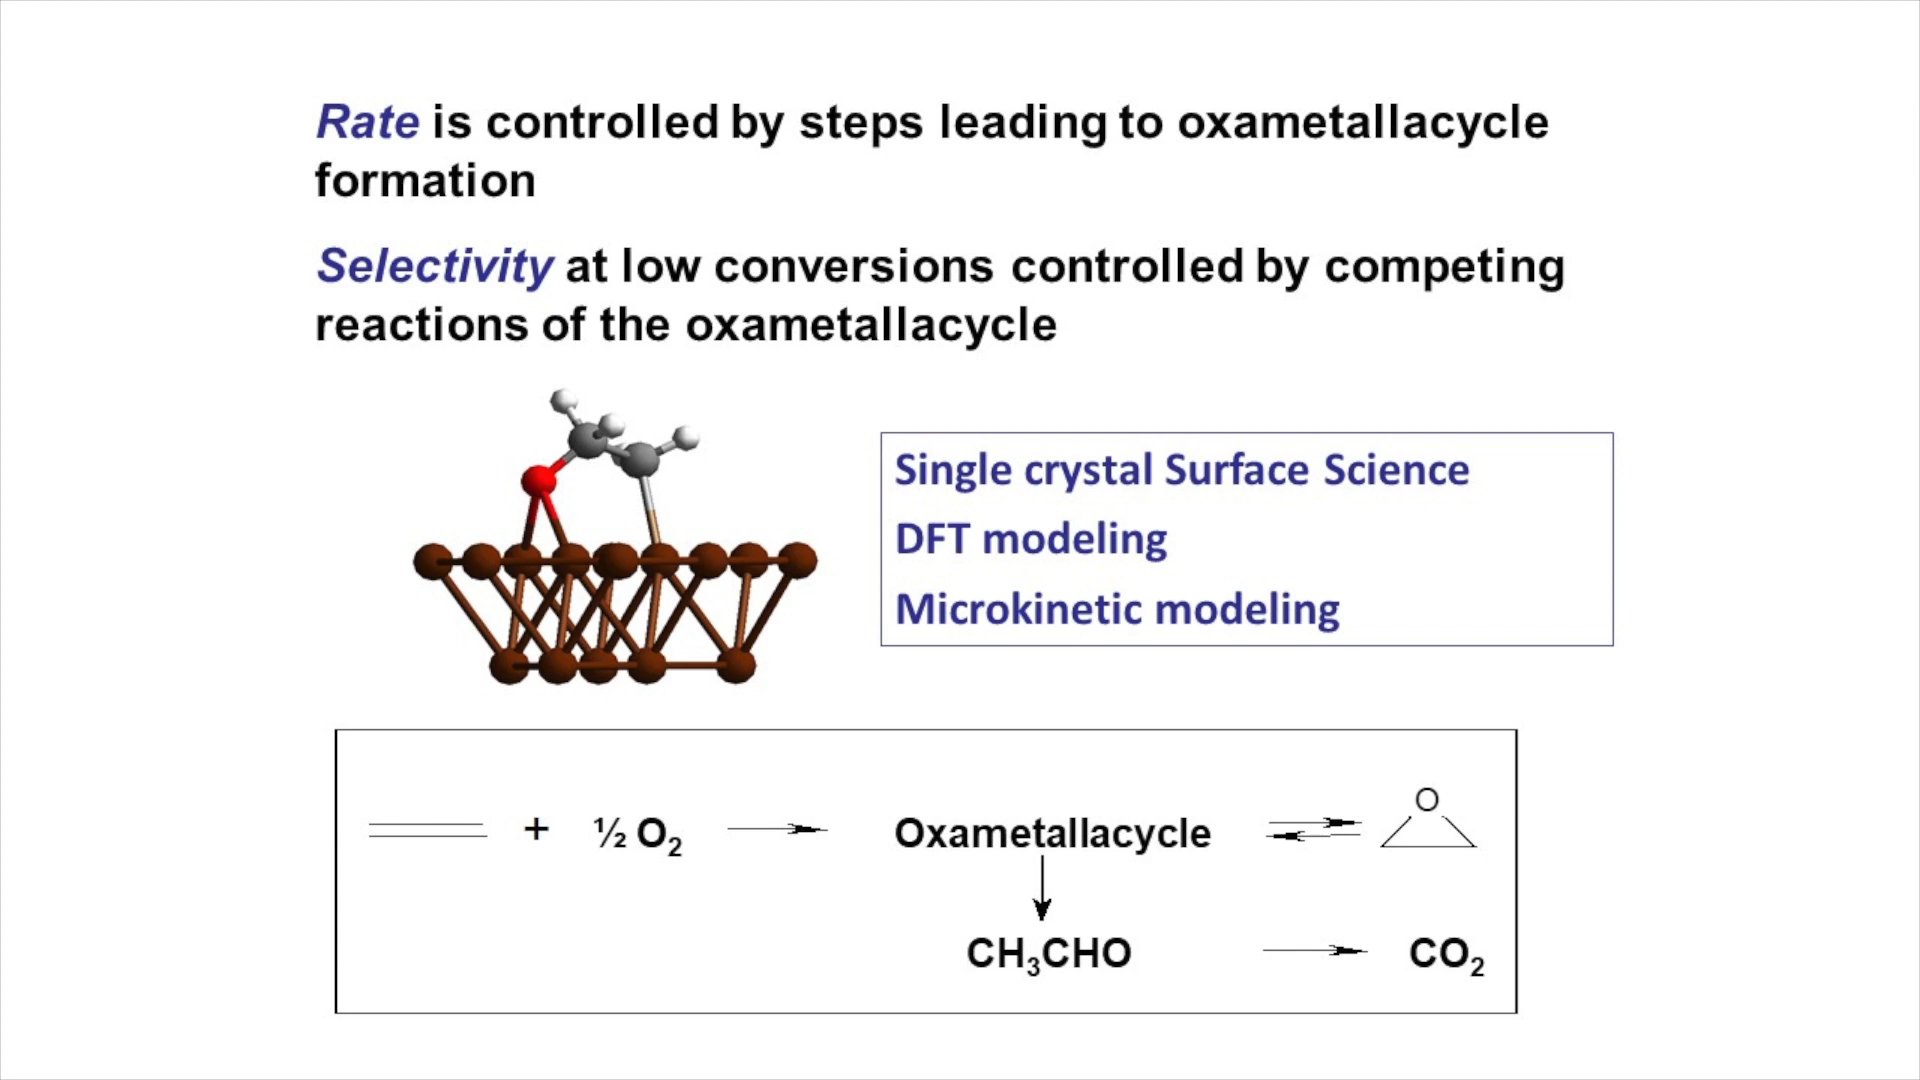 Rate is controlled by steps leading to oxametallacycle
formation
Selectivity at low conversions controlled by competing
reactions of the oxametallacycle
Single crystal Surface Science
DFT modeling
Microkinetic modeling
O
+ ½ O₂ Oxametallacycle
CH₃CHO CO₂